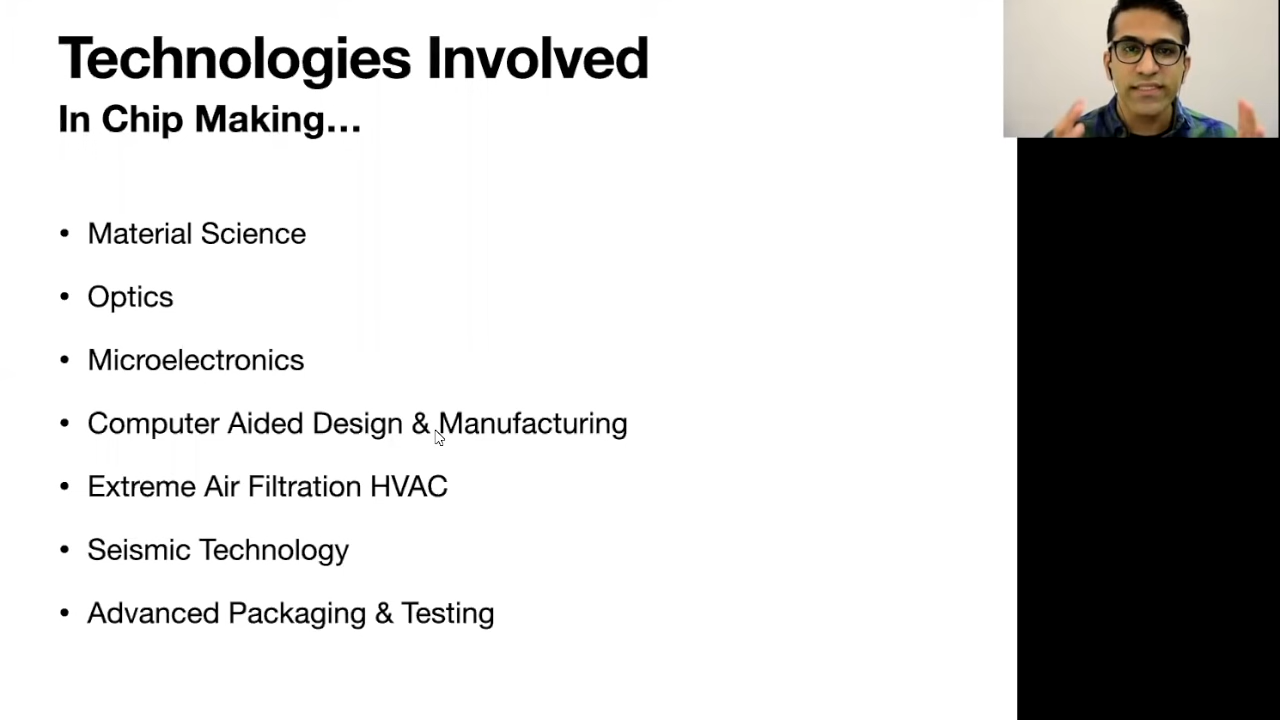 Technologies Involved
In Chip Making...
• Material Science
• Optics
• Microelectronics
• Computer Aided Design & Manufacturing
• Extreme Air Filtration HVAC
• Seismic Technology
• Advanced Packaging & Testing